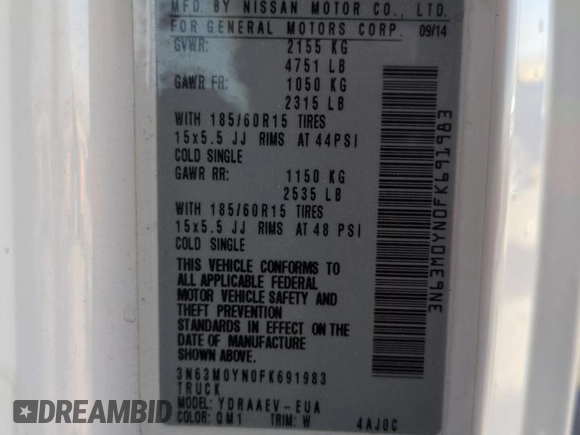 MFD. BY NISSAN MOTOR CO., LTD.
FOR GENERAL MOTORS CORP. 09/14
GVWR: 2155 KG
4751 LB
GAWR FR: 1050 KG
2315 LB
WITH 185/60R15 TIRES
15x5.5 JJ RIMS AT 44PSI
COLD SINGLE
GAWR RR: 1150 KG
2535 LB
WITH 185/60R15 TIRES
15x5.5 JJ RIMS AT 48 PSI
COLD SINGLE
THIS VEHICLE CONFORMS TO
ALL APPLICABLE FEDERAL
MOTOR VEHICLE SAFETY AND
THEFT PREVENTION
STANDARDS IN EFFECT ON THE
DATE OF MANUFACTURE
SHOWN ABOVE.
3N63M0YN0FK691983
TRUCK
MODEL: YDRAAEV-EUA
COLOR: QM1 TRIM: W 4AJ0C
3N63M0YN0FK691983
© 2025 IAA Holdings, LLC